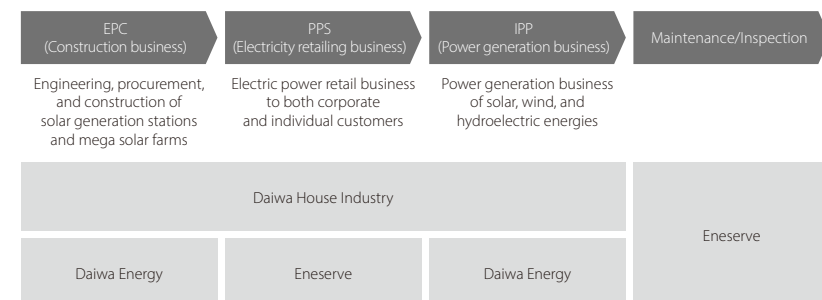 EPC
(Construction business)
PPS
(Electricity retailing business)
IPP
(Power generation business)
Maintenance/Inspection
Engineering, procurement,
and construction of
solar generation stations
and mega solar farms
Electric power retail business
to both corporate
and individual customers
Power generation business
of solar, wind, and
hydroelectric energies
Daiwa House Industry
Eneserve
Daiwa Energy
Eneserve
Daiwa Energy